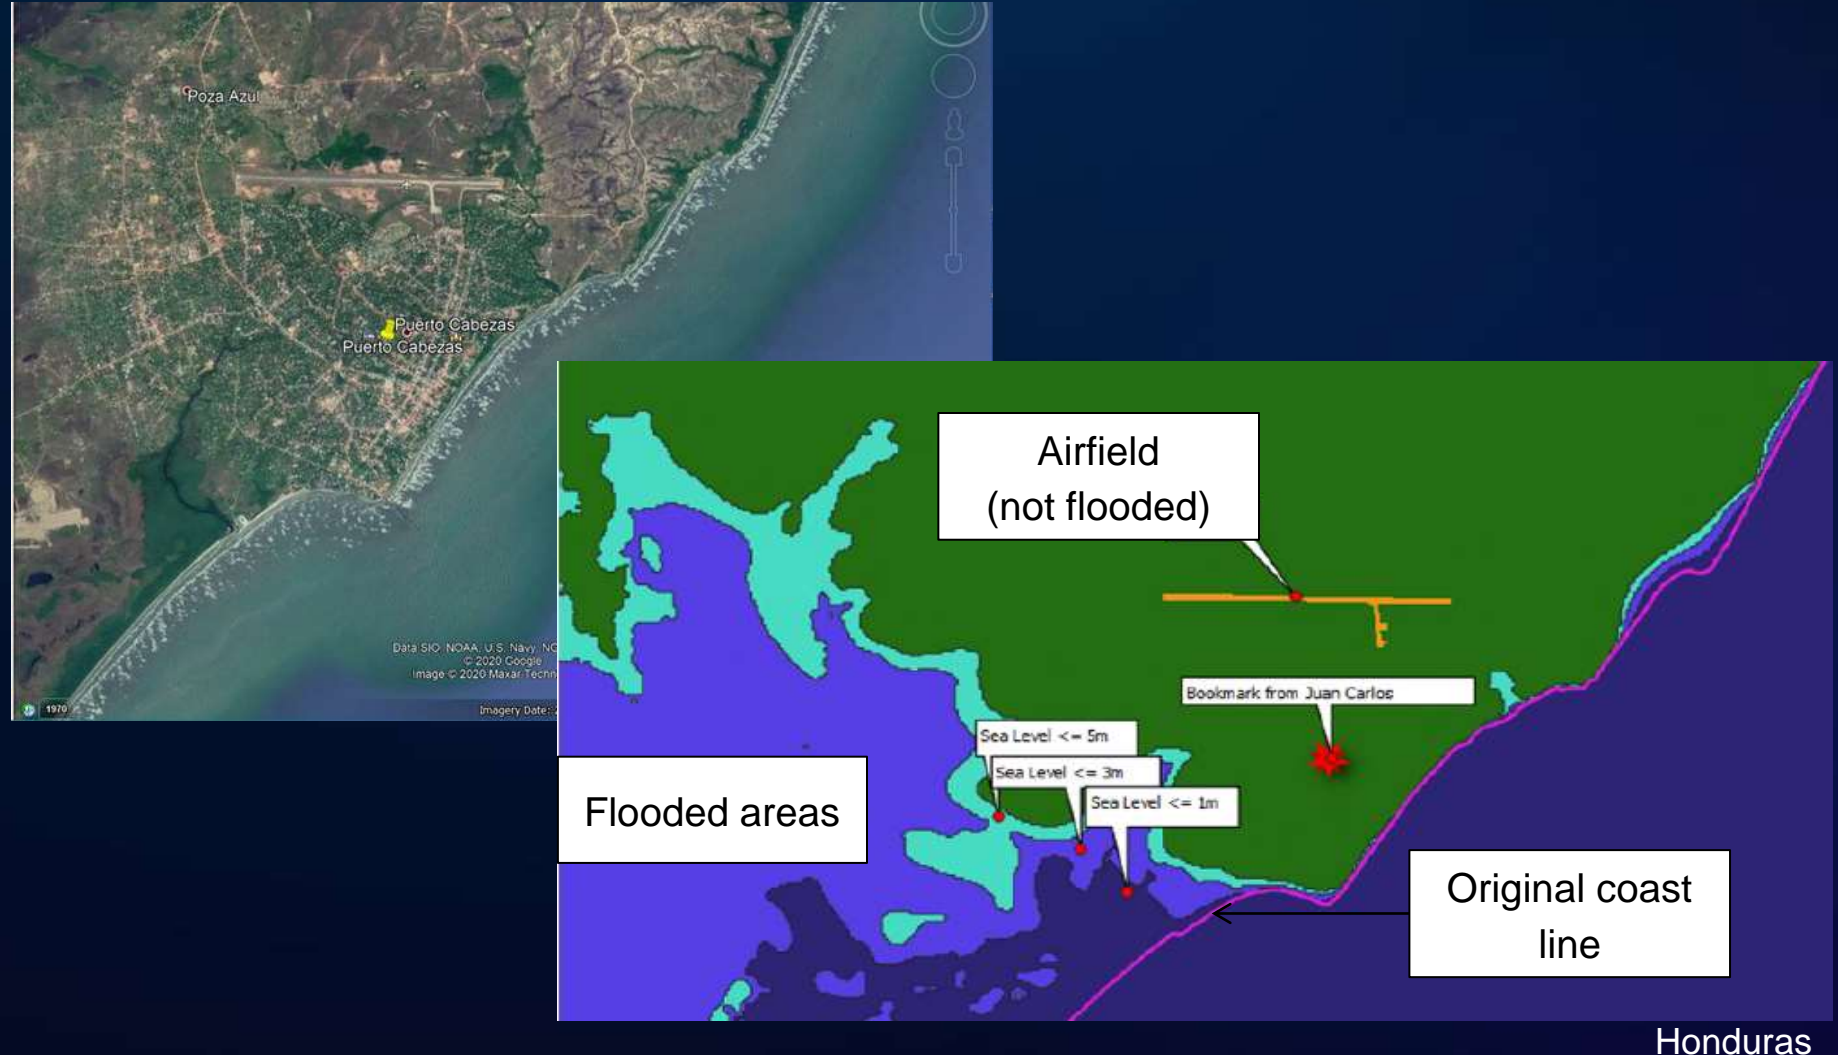 Poza Azul
Puerto Cabezas
Puerto Cabezas
Data SIO, NOAA, U.S. Navy,
© 2020 Google
Image © 2020 Maxar
1970
Imagery Date:
Airfield
(not flooded)
Bookmark from Juan Carlos
Sea Level <= 5m
Sea Level <= 3m
Sea Level <= 1m
Flooded areas
Original coast
line
Honduras